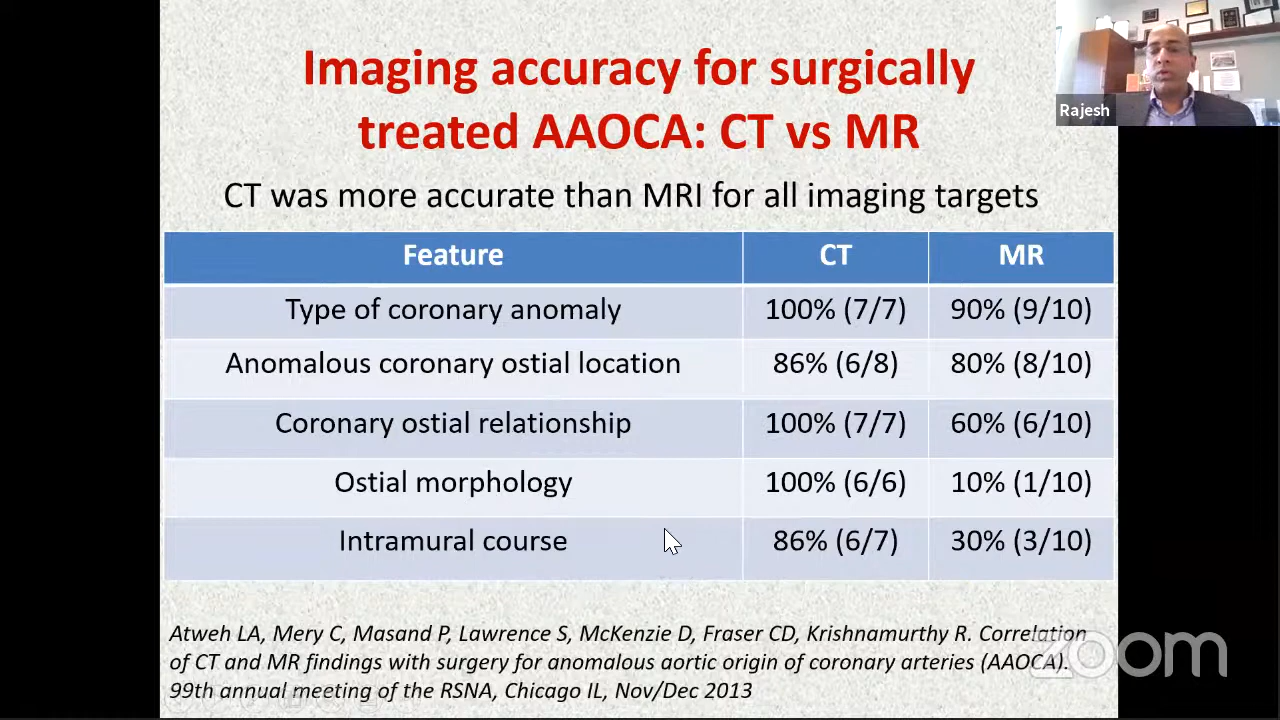 Imaging accuracy for surgically
treated AAOCA: CT vs MR
Rajesh
CT was more accurate than MRI for all imaging targets
Feature CT MR
Type of coronary anomaly 100% (7/7) 90% (9/10)
Anomalous coronary ostial location 86% (6/8) 80% (8/10)
Coronary ostial relationship 100% (7/7) 60% (6/10)
Ostial morphology 100% (6/6) 10% (1/10)
Intramural course 86% (6/7) 30% (3/10)
Atweh LA, Mery C, Masand P, Lawrence S, McKenzie D, Fraser CD, Krishnamurthy R. Correlation
of CT and MR findings with surgery for anomalous aortic origin of coronary arteries (AAOCA).
99th annual meeting of the RSNA, Chicago IL, Nov/Dec 2013
zoom